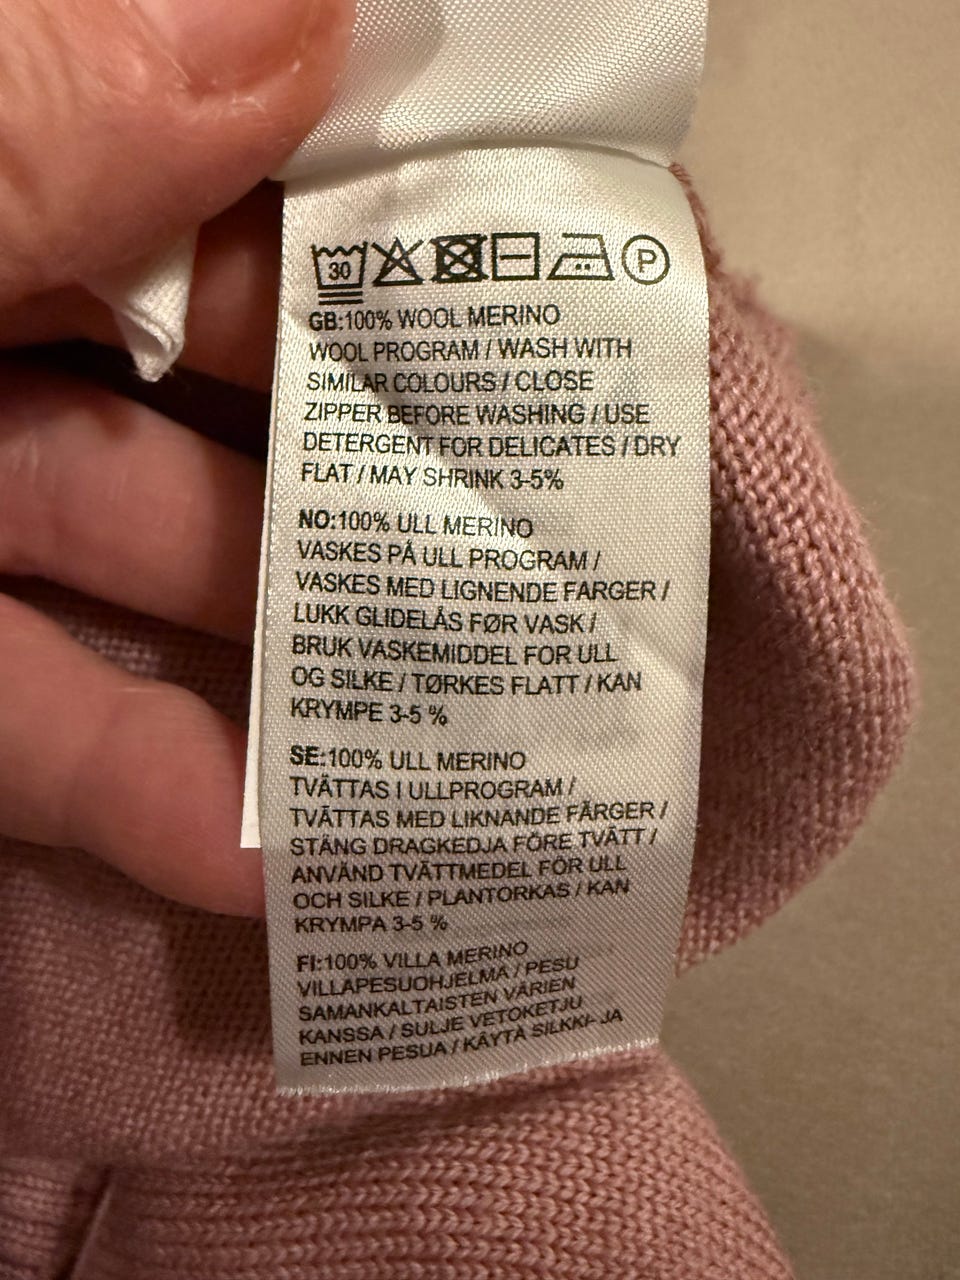 30 P
GB:100% WOOL MERINO
WOOL PROGRAM / WASH WITH
SIMILAR COLOURS / CLOSE
ZIPPER BEFORE WASHING / USE
DETERGENT FOR DELICATES / DRY
FLAT / MAY SHRINK 3-5%
NO:100% ULL MERINO
VASKES PÅ ULL PROGRAM /
VASKES MED LIGNENDE FARGER /
LUKK GLIDELÅS FØR VASK /
BRUK VASKEMIDDEL FOR ULL
OG SILKE / TØRKES FLATT / KAN
KRYMPE 3-5 %
SE:100% ULL MERINO
TVÄTTAS I ULLPROGRAM /
TVÄTTAS MED LIKNANDE FÄRGER /
STÄNG DRAGKEDJA FÖRE TVÄTT /
ANVÄND TVÄTTMEDEL FÖR ULL
OCH SILKE / PLANTORKAS / KAN
KRYMPA 3-5 %
FI:100% VILLA MERINO
VILLAPESUOHJELMA / PESU
SAMANKALTAISTEN VÄRIEN
KANSSA / SULJE VETOKETJU
ENNEN PESUA / KÄYTÄ SILKKI- JA